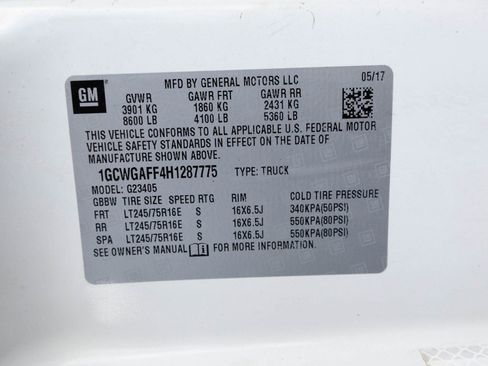 GM
MFD BY GENERAL MOTORS LLC 05/17
GVWR GAWR FRT GAWR RR
3901 KG 1860 KG 2431 KG
8600 LB 4100 LB 5360 LB
THIS VEHICLE CONFORMS TO ALL APPLICABLE U.S. FEDERAL MOTOR
VEHICLE SAFETY STANDARDS IN EFFECT ON THE DATE OF
MANUFACTURE SHOWN ABOVE.
1GCWGAFF4H1287775 TYPE: TRUCK
MODEL: G23405
GBBW TIRE SIZE SPEED RTG RIM COLD TIRE PRESSURE
FRT LT245/75R16E S 16X6.5J 340KPA(50PSI)
RR LT245/75R16E S 16X6.5J 550KPA(80PSI)
SPA LT245/75R16E S 16X6.5J 550KPA(80PSI)
SEE OWNER'S MANUAL FOR MORE INFORMATION.